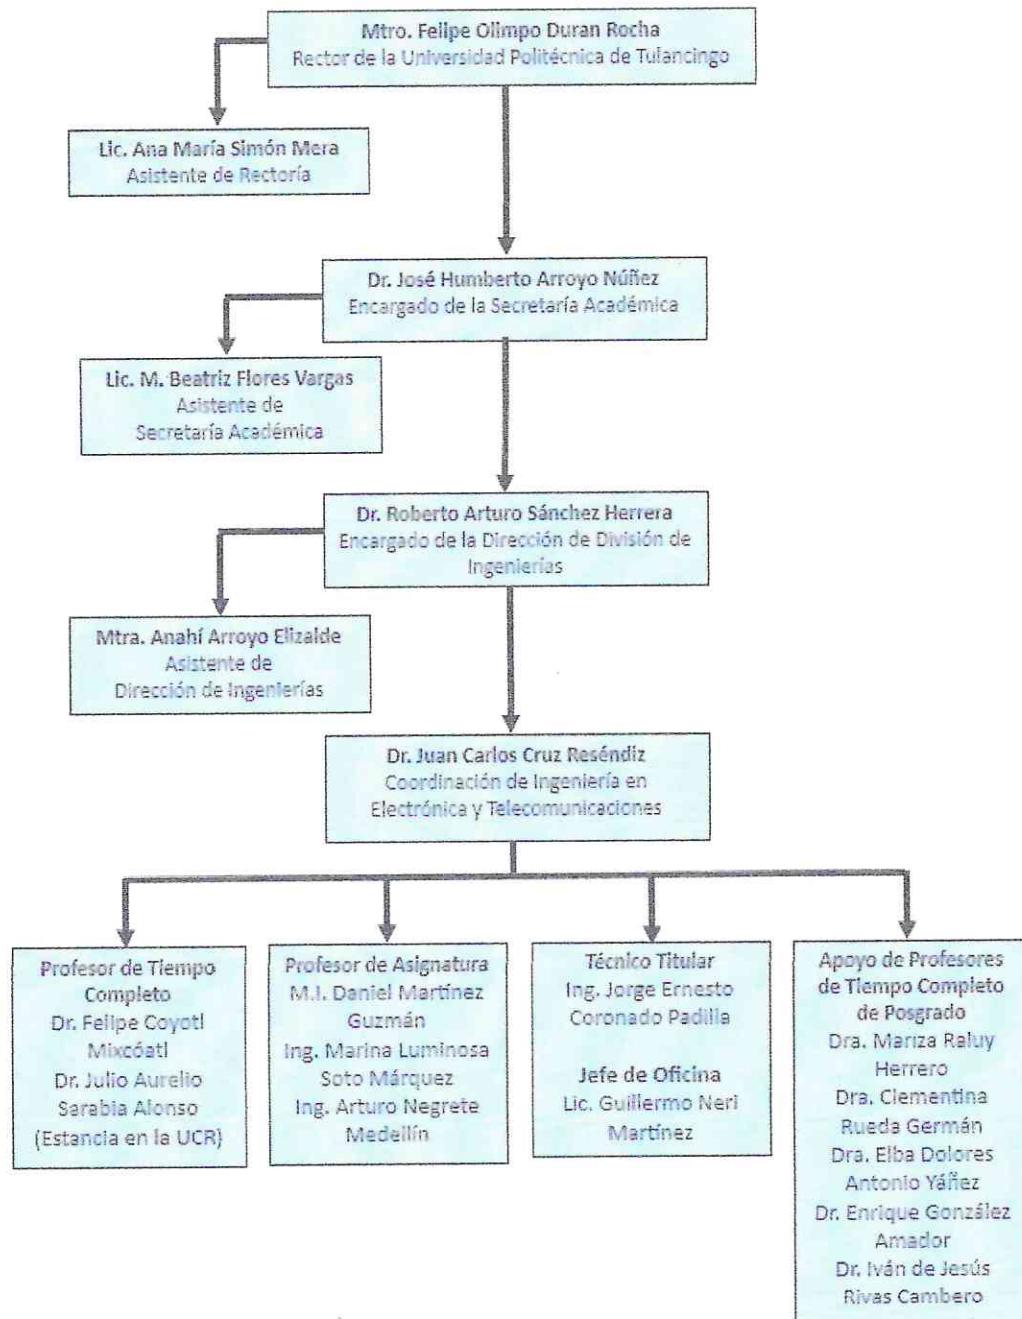 Mtro. Felipe Olimpo Duran Rocha
Rector de la Universidad Politécnica de Tulancingo
Lic. Ana María Simón Mera
Asistente de Rectoría
Dr. José Humberto Arroyo Núñez
Encargado de la Secretaría Académica
Lic. M. Beatriz Flores Vargas
Asistente de
Secretaría Académica
Dr. Roberto Arturo Sánchez Herrera
Encargado de la Dirección de División de
Ingenierías
Mtra. Anahí Arroyo Elizalde
Asistente de
Dirección de Ingenierías
Dr. Juan Carlos Cruz Reséndiz
Coordinación de Ingeniería en
Electrónica y Telecomunicaciones
Profesor de Tiempo
Completo
Dr. Felipe Coyotl
Mixcóatl
Dr. Julio Aurelio
Sarabia Alonso
(Estancia en la UCR)
Profesor de Asignatura
M.I. Daniel Martínez
Guzmán
Ing. Marina Luminosa
Soto Márquez
Ing. Arturo Negrete
Medellín
Técnico Titular
Ing. Jorge Ernesto
Coronado Padilla
Jefe de Oficina
Lic. Guillermo Neri
Martínez
Apoyo de Profesores
de Tiempo Completo
de Posgrado
Dra. Mariza Raluy
Herrero
Dra. Clementina
Rueda Germán
Dra. Elba Dolores
Antonio Yáñez
Dr. Enrique González
Amador
Dr. Iván de Jesús
Rivas Cambero